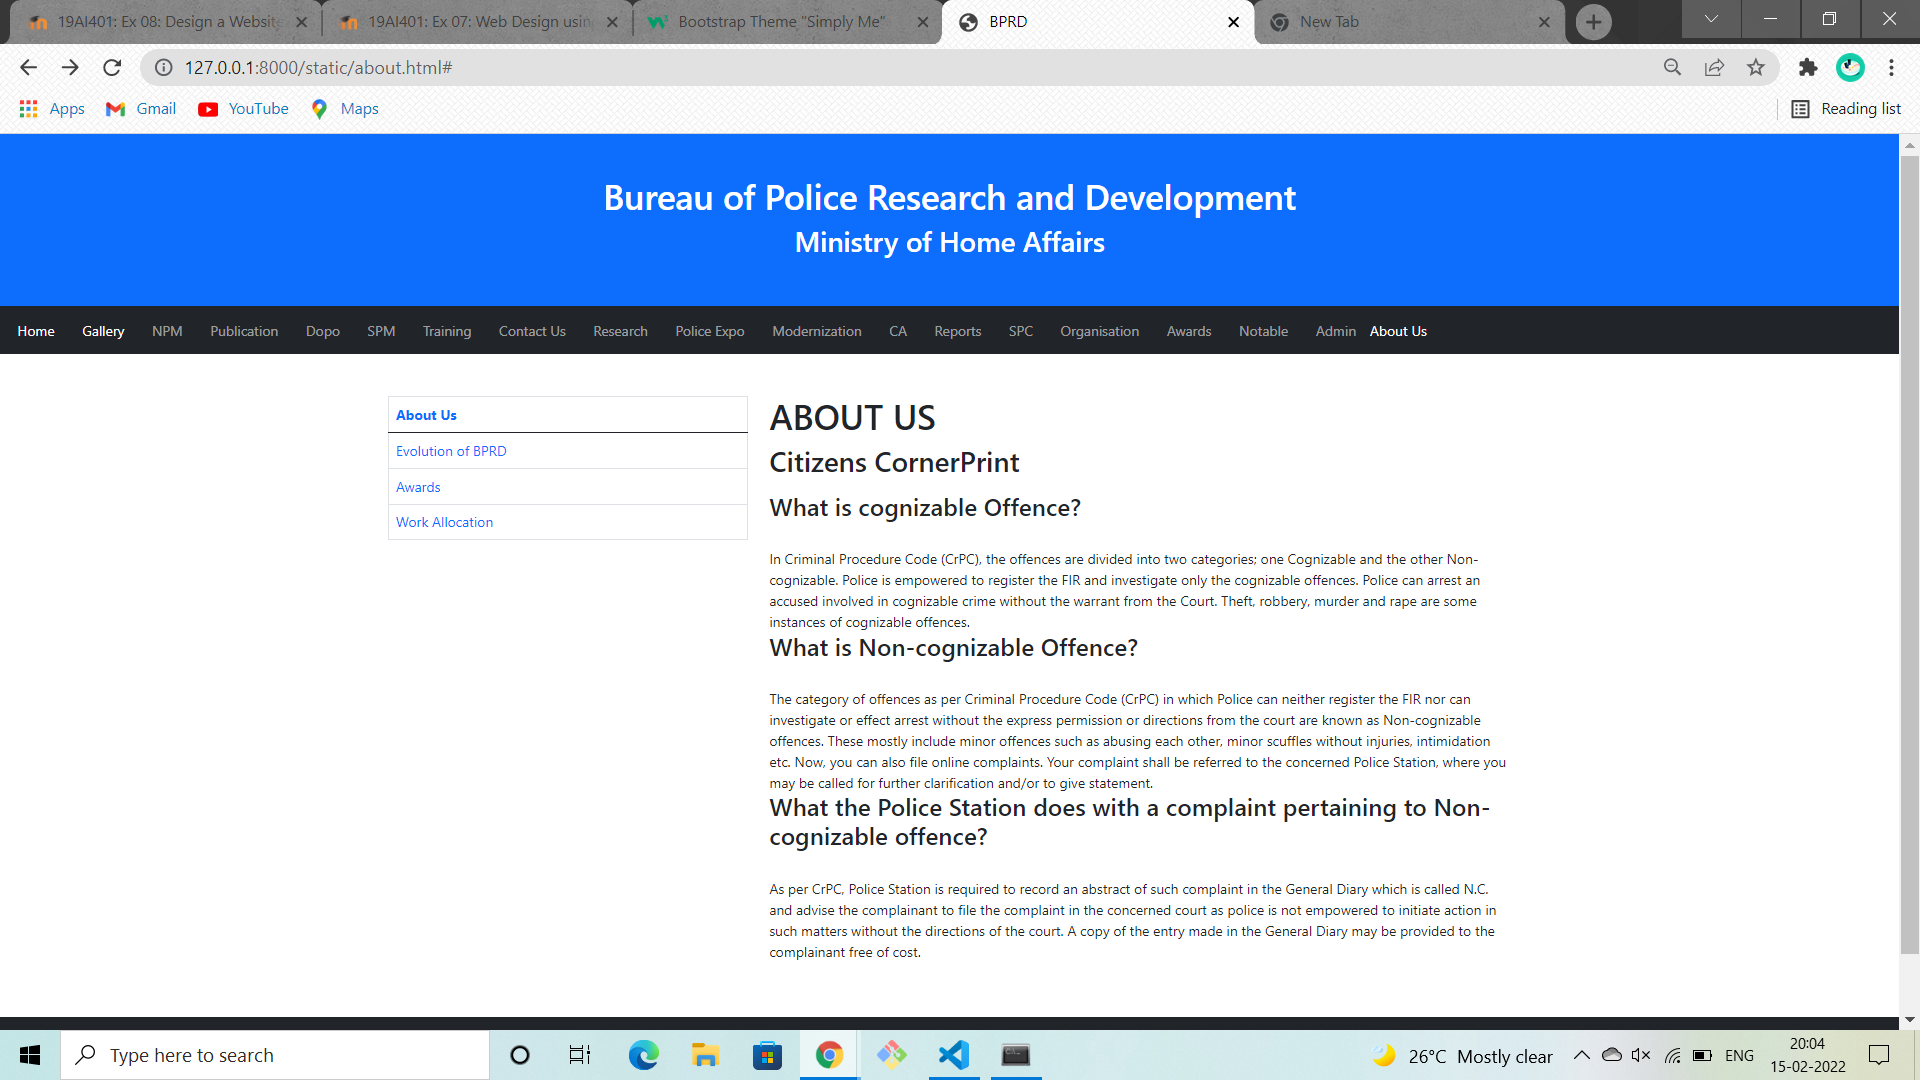 19AI401: Ex 08: Design a Website
19AI401: Ex 07: Web Design usin
Bootstrap Theme "Simply Me"
BPRD
New Tab
127.0.0.1:8000/static/about.html#
Apps
Gmail
YouTube
Maps
Reading list
Bureau of Police Research and Development
Ministry of Home Affairs
Home Gallery NPM Publication Dopo SPM Training Contact Us Research Police Expo Modernization CA Reports SPC Organisation Awards Notable Admin About Us
About Us
Evolution of BPRD
Awards
Work Allocation
ABOUT US
Citizens CornerPrint
What is cognizable Offence?
In Criminal Procedure Code (CrPC), the offences are divided into two categories; one Cognizable and the other Non-
cognizable. Police is empowered to register the FIR and investigate only the cognizable offences. Police can arrest an
accused involved in cognizable crime without the warrant from the Court. Theft, robbery, murder and rape are some
instances of cognizable offences.
What is Non-cognizable Offence?
The category of offences as per Criminal Procedure Code (CrPC) in which Police can neither register the FIR nor can
investigate or effect arrest without the express permission or directions from the court are known as Non-cognizable
offences. These mostly include minor offences such as abusing each other, minor scuffles without injuries, intimidation
etc. Now, you can also file online complaints. Your complaint shall be referred to the concerned Police Station, where you
may be called for further clarification and/or to give statement.
What the Police Station does with a complaint pertaining to Non-
cognizable offence?
As per CrPC, Police Station is required to record an abstract of such complaint in the General Diary which is called N.C.
and advise the complainant to file the complaint in the concerned court as police is not empowered to initiate action in
such matters without the directions of the court. A copy of the entry made in the General Diary may be provided to the
complainant free of cost.
Type here to search
26°C Mostly clear
ENG
20:04
15-02-2022